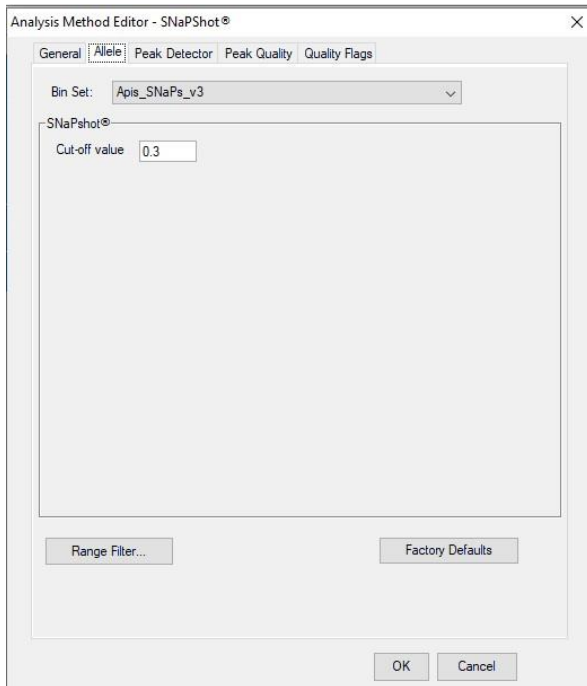 Analysis Method Editor - SNaPShot®
General Allele Peak Detector Peak Quality Quality Flags
Bin Set: Apis_SNaPs_v3
SNaPshot®
Cut-off value 0.3
Range Filter... Factory Defaults
OK Cancel